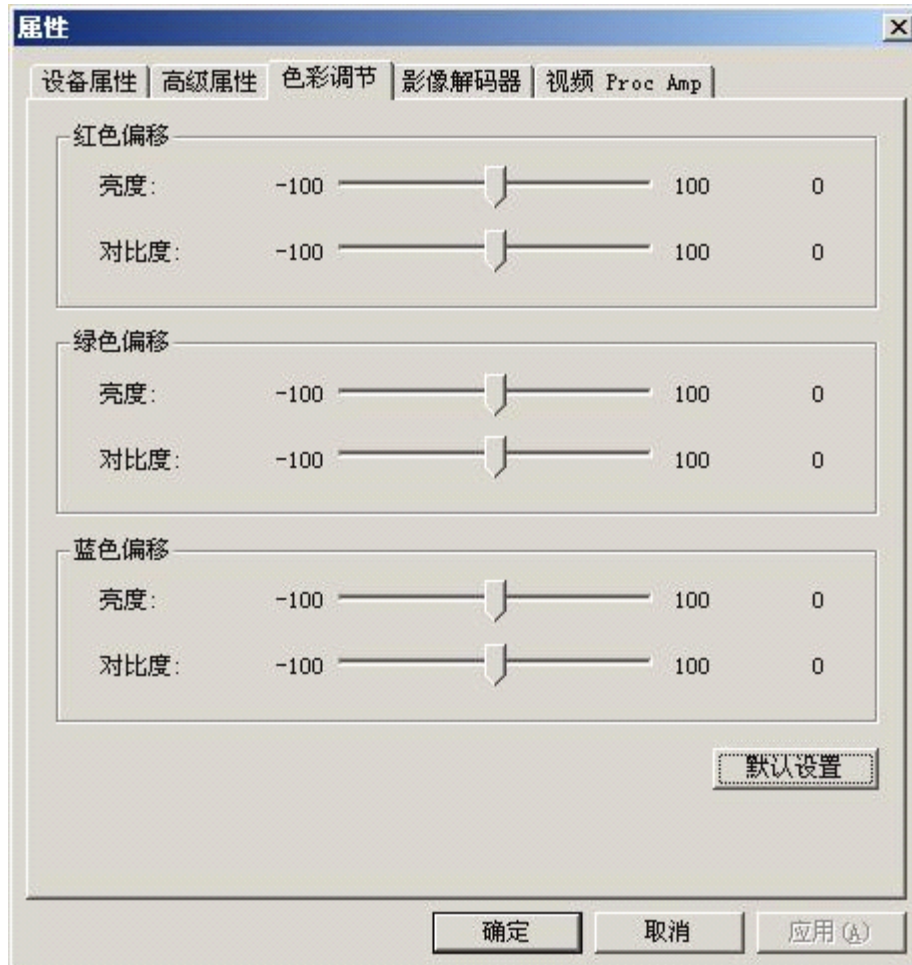 属性
设备属性 高级属性 色彩调节 影像解码器 视频 Proc Amp
红色偏移
亮度: -100 100 0
对比度: -100 100 0
绿色偏移
亮度: -100 100 0
对比度: -100 100 0
蓝色偏移
亮度: -100 100 0
对比度: -100 100 0
默认设置
确定 取消 应用(A)